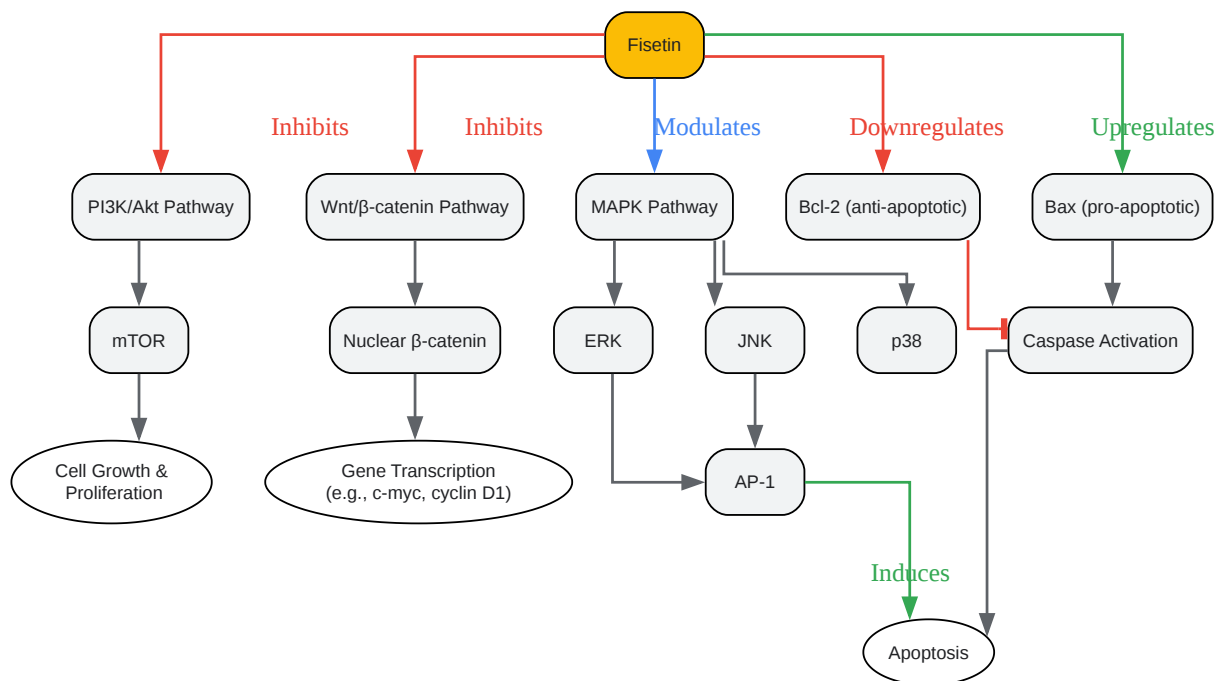 Fisetin
Inhibits
Inhibits
Modulates
Downregulates
Upregulates
PI3K/Akt Pathway
Wnt/β-catenin Pathway
MAPK Pathway
Bcl-2 (anti-apoptotic)
Bax (pro-apoptotic)
mTOR
Nuclear β-catenin
ERK
JNK
p38
Caspase Activation
Cell Growth &
Proliferation
Gene Transcription
(e.g., c-myc, cyclin D1)
AP-1
Induces
Apoptosis